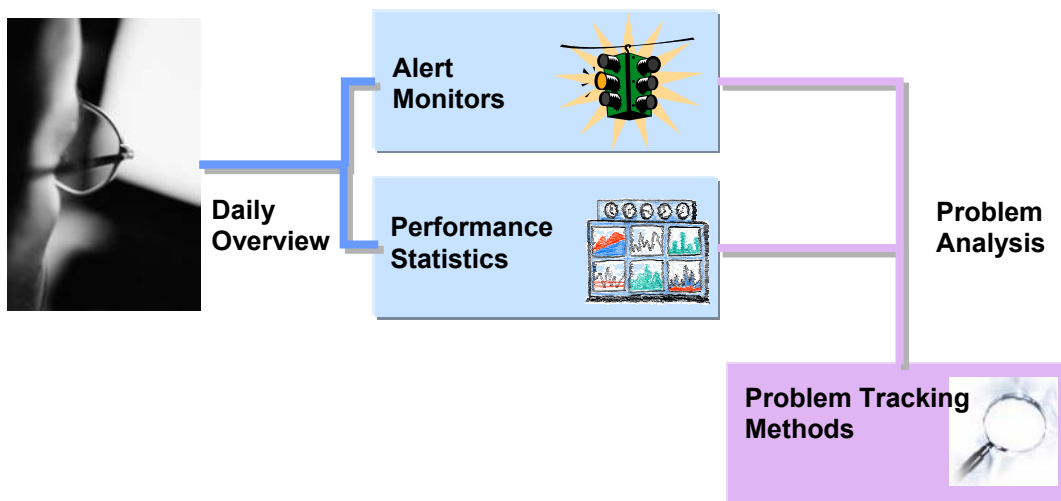 Alert
Monitors
Daily
Overview
Performance
Statistics
Problem
Analysis
Problem Tracking
Methods